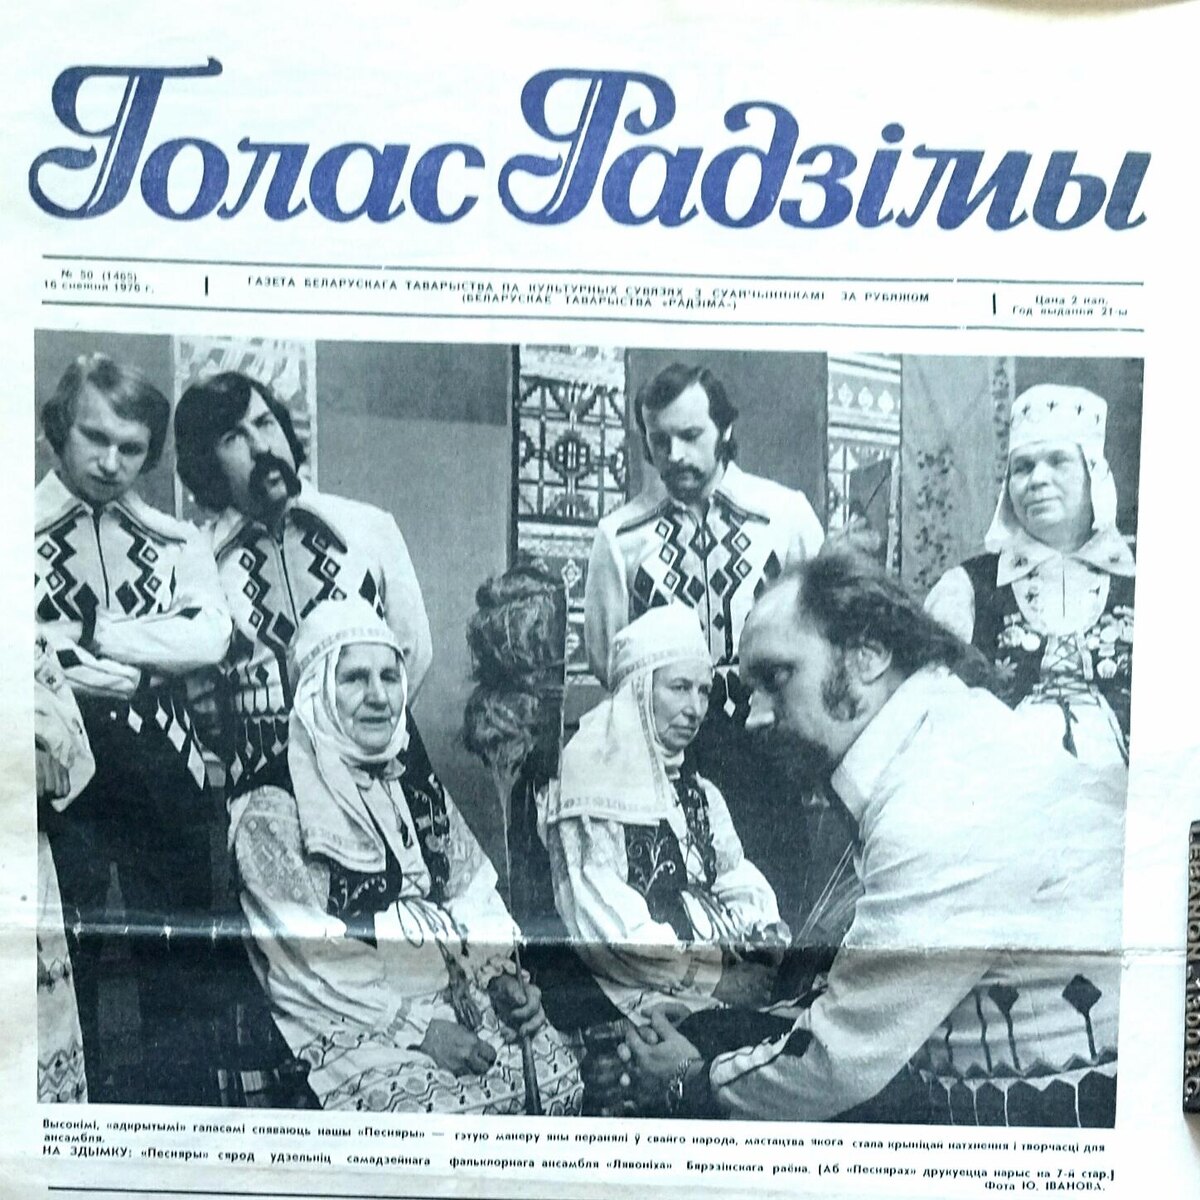 Голас Радзімы
№ 50 (1465)
16 снежня 1976 г.
ГАЗЕТА БЕЛАРУСКАГА ТАВАРЫСТВА ПА КУЛЬТУРНЫХ СУВЯЗЯХ З СУАЙЧЫННІКАМІ ЗА РУБЯЖОМ
(БЕЛАРУСКАЕ ТАВАРЫСТВА «РАДЗІМА»)
Цана 2 кап.
Год выдання 21-ы
Высокімі, «адкрытымі» галасамі спяваюць нашы «Песняры» — гэтую манеру яны перанялі ў свайго народа, мастацтва якога стала крыніцай натхнення і творчасці для
ансамбля.
НА ЗДЫМКУ: «Песняры» сярод удзельніц самадзейнага фальклорнага ансамбля «Лявоніха» Бярэзінскага раёна. [Аб «Песнярах» друкуецца нарыс на 7-й стар.]
Фота Ю. ІВАНОВА.